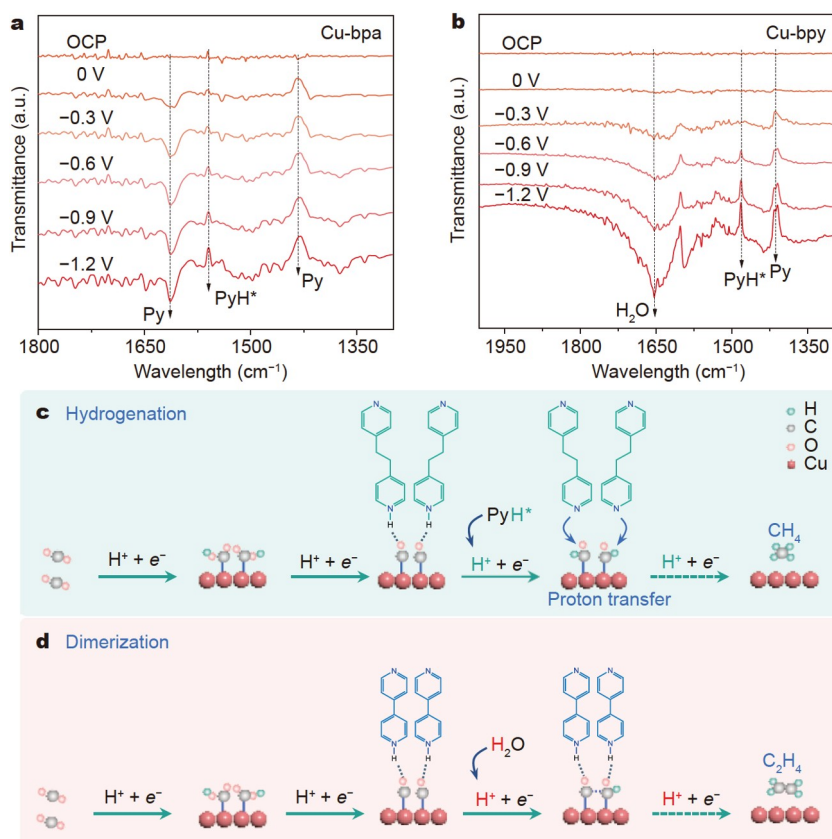 a
Cu-bpa
OCP
0 V
−0.3 V
−0.6 V
−0.9 V
−1.2 V
Py
PyH*
Py
Transmittance (a.u.)
1800 1650 1500 1350
Wavelength (cm⁻¹)
b
Cu-bpy
OCP
0 V
−0.3 V
−0.6 V
−0.9 V
−1.2 V
H₂O
PyH*
Py
Transmittance (a.u.)
1950 1800 1650 1500 1350
Wavelength (cm⁻¹)
c Hydrogenation
N N N N
N N N N
H H
H
C
O
Cu
PyH*
H⁺ + e⁻
H⁺ + e⁻
H⁺ + e⁻
H⁺ + e⁻
Proton transfer
CH₄
d Dimerization
N N N N
N N N N
H H H H
H₂O
H⁺ + e⁻
H⁺ + e⁻
H⁺ + e⁻
H⁺ + e⁻
C₂H₄